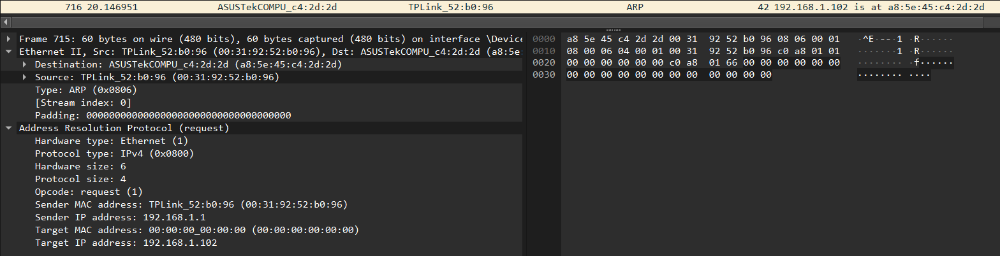 716 20.146951 ASUSTekCOMPU_c4:2d:2d TPLink_52:b0:96 ARP 42 192.168.1.102 is at a8:5e:45:c4:2d:2d
Frame 715: 60 bytes on wire (480 bits), 60 bytes captured (480 bits) on interface \Device
Ethernet II, Src: TPLink_52:b0:96 (00:31:92:52:b0:96), Dst: ASUSTekCOMPU_c4:2d:2d (a8:5e:
Destination: ASUSTekCOMPU_c4:2d:2d (a8:5e:45:c4:2d:2d)
Source: TPLink_52:b0:96 (00:31:92:52:b0:96)
Type: ARP (0x0806)
[Stream index: 0]
Padding: 000000000000000000000000000000000000
Address Resolution Protocol (request)
Hardware type: Ethernet (1)
Protocol type: IPv4 (0x0800)
Hardware size: 6
Protocol size: 4
Opcode: request (1)
Sender MAC address: TPLink_52:b0:96 (00:31:92:52:b0:96)
Sender IP address: 192.168.1.1
Target MAC address: 00:00:00_00:00:00 (00:00:00:00:00:00)
Target IP address: 192.168.1.102
0000 a8 5e 45 c4 2d 2d 00 31 92 52 b0 96 08 06 00 01 ·^E·--·1 ·R······
0010 08 00 06 04 00 01 00 31 92 52 b0 96 c0 a8 01 01 ·······1 ·R······
0020 00 00 00 00 00 00 c0 a8 01 66 00 00 00 00 00 00 ········ ·f······
0030 00 00 00 00 00 00 00 00 00 00 00 00 ········ ····